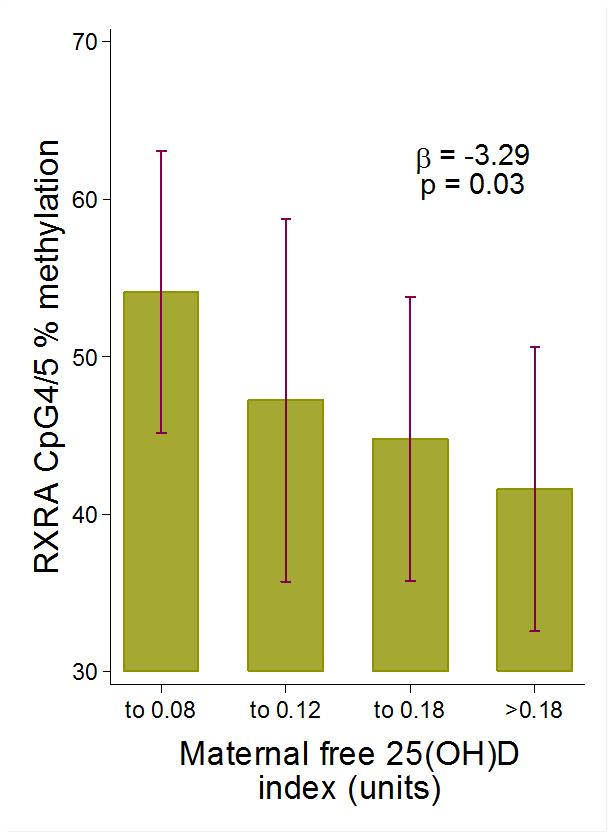 70
60
50
40
30
RXRA CpG4/5 % methylation
β = -3.29
p = 0.03
to 0.08 to 0.12 to 0.18 >0.18
Maternal free 25(OH)D
index (units)